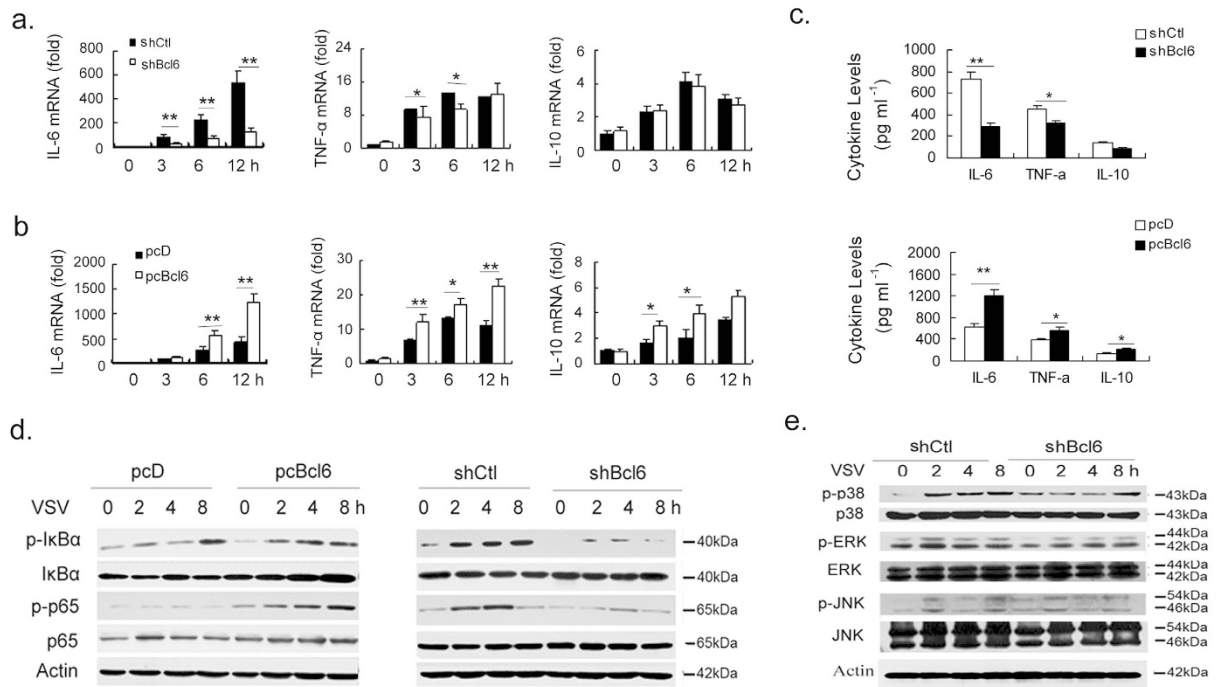 a.
IL-6 mRNA (fold)
800
600
400
200
0
shCtl
shBcl6
**
**
**
0 3 6 12 h
TNF-α mRNA (fold)
24
16
8
0
*
*
0 3 6 12 h
IL-10 mRNA (fold)
6
4
2
0
0 3 6 12 h
b
IL-6 mRNA (fold)
2000
1500
1000
500
0
pcD
pcBcl6
**
**
0 3 6 12 h
TNF-α mRNA (fold)
30
20
10
0
**
*
**
0 3 6 12 h
IL-10 mRNA (fold)
8
6
4
2
0
*
*
0 3 6 12 h
c.
shCtl
shBcl6
Cytokine Levels
(pg ml⁻¹)
1000
800
600
400
200
0
**
*
IL-6 TNF-a IL-10
pcD
pcBcl6
Cytokine Levels
(pg ml⁻¹)
1600
1200
800
400
0
**
*
*
IL-6 TNF-a IL-10
d.
pcD pcBcl6 shCtl shBcl6
VSV 0 2 4 8 0 2 4 8 h 0 2 4 8 0 2 4 8 h
p-IκBα 40kDa
IκBα 40kDa
p-p65 65kDa
p65 65kDa
Actin 42kDa
e.
shCtl shBcl6
VSV 0 2 4 8 0 2 4 8 h
p-p38 43kDa
p38 43kDa
p-ERK 44kDa
42kDa
ERK 44kDa
42kDa
p-JNK 54kDa
46kDa
JNK 54kDa
46kDa
Actin 42kDa